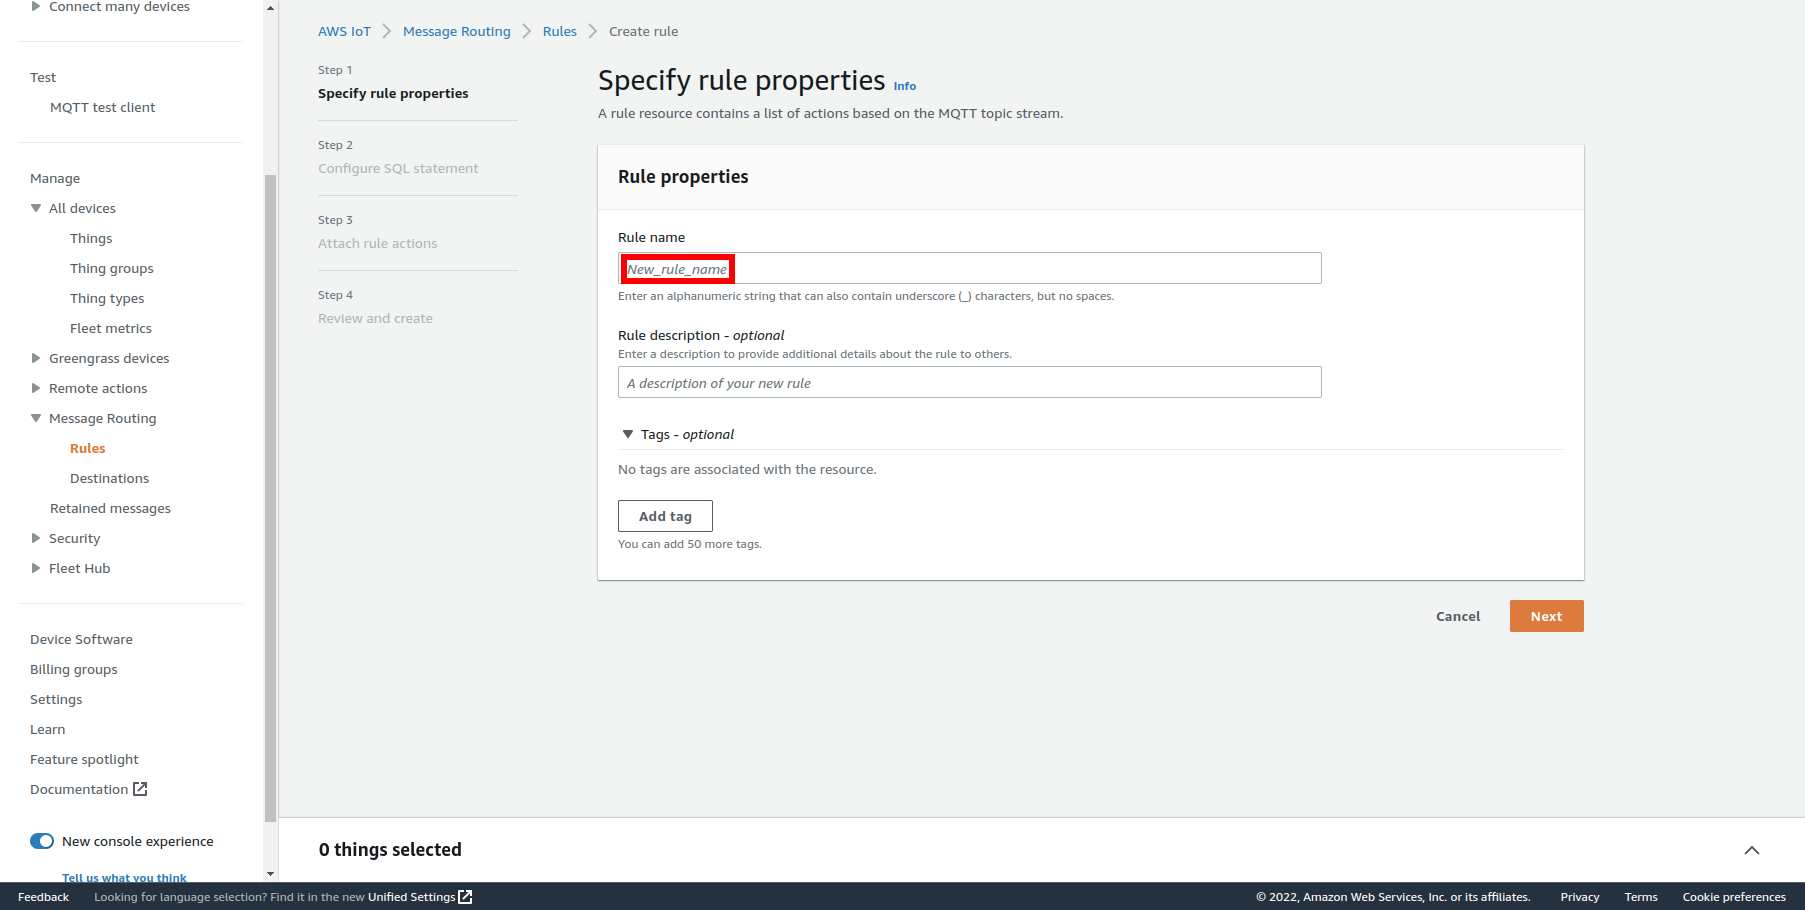 Connect many devices
Test
MQTT test client
Manage
All devices
Things
Thing groups
Thing types
Fleet metrics
Greengrass devices
Remote actions
Message Routing
Rules
Destinations
Retained messages
Security
Fleet Hub
Device Software
Billing groups
Settings
Learn
Feature spotlight
Documentation
New console experience
Tell us what you think
AWS IoT > Message Routing > Rules > Create rule
Step 1
Specify rule properties
Step 2
Configure SQL statement
Step 3
Attach rule actions
Step 4
Review and create
Specify rule properties Info
A rule resource contains a list of actions based on the MQTT topic stream.
Rule properties
Rule name
New_rule_name
Enter an alphanumeric string that can also contain underscore (_) characters, but no spaces.
Rule description - optional
Enter a description to provide additional details about the rule to others.
A description of your new rule
Tags - optional
No tags are associated with the resource.
Add tag
You can add 50 more tags.
Cancel Next
0 things selected
Feedback Looking for language selection? Find it in the new Unified Settings © 2022, Amazon Web Services, Inc. or its affiliates. Privacy Terms Cookie preferences